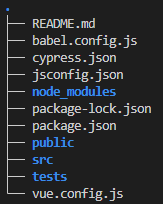 .
├── README.md
├── babel.config.js
├── cypress.json
├── jsconfig.json
├── node_modules
├── package-lock.json
├── package.json
├── public
├── src
├── tests
└── vue.config.js